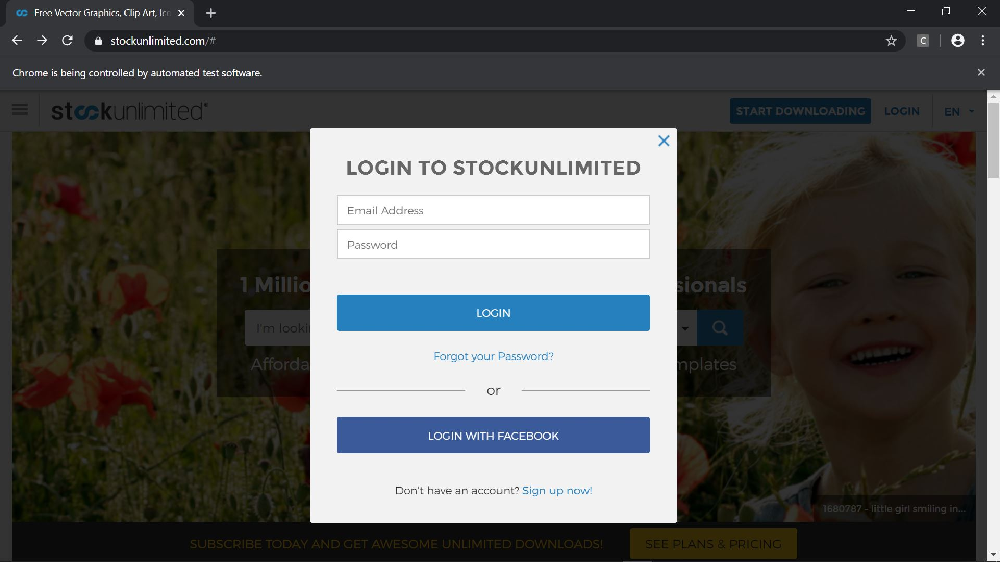 Free Vector Graphics, Clip Art, Ico
stockunlimited.com/#
C
Chrome is being controlled by automated test software.
stockunlimited®
START DOWNLOADING
LOGIN
EN
LOGIN TO STOCKUNLIMITED
Email Address
Password
1 Millio
sionals
LOGIN
I'm looki
Forgot your Password?
Afforda
mplates
or
LOGIN WITH FACEBOOK
Don't have an account? Sign up now!
1680787 - little girl smiling in...
SUBSCRIBE TODAY AND GET AWESOME UNLIMITED DOWNLOADS!
SEE PLANS & PRICING